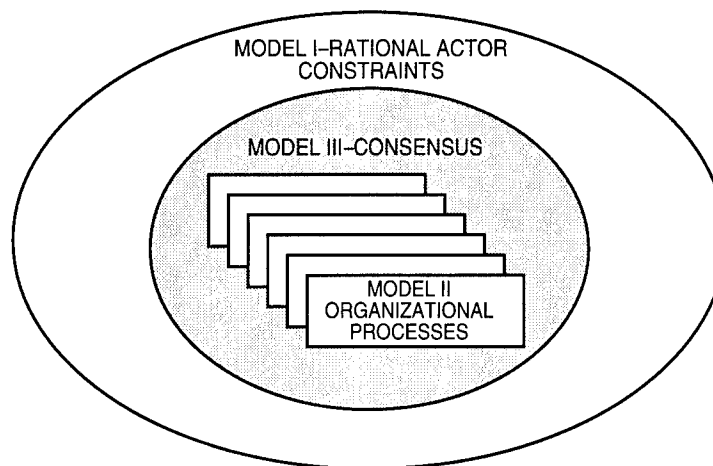 MODEL I–RATIONAL ACTOR
CONSTRAINTS
MODEL III–CONSENSUS
MODEL II
ORGANIZATIONAL
PROCESSES